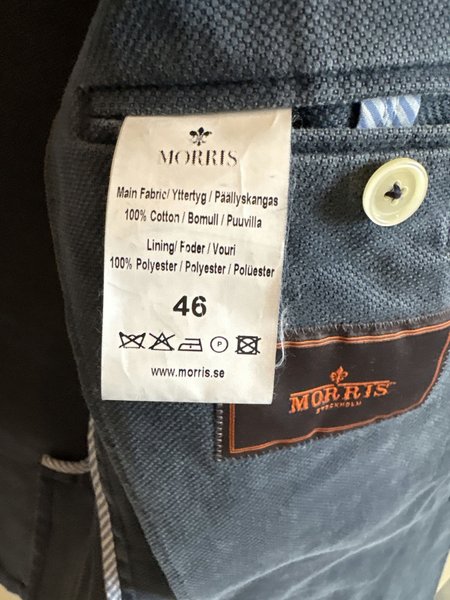 MORRIS
Main Fabric/ Yttertyg / Päällyskangas
100% Cotton / Bomull / Puuvilla
Lining/ Foder / Vouri
100% Polyester / Polyester / Poluester
46
P
www.morris.se
MORRIS
STOCKHOLM